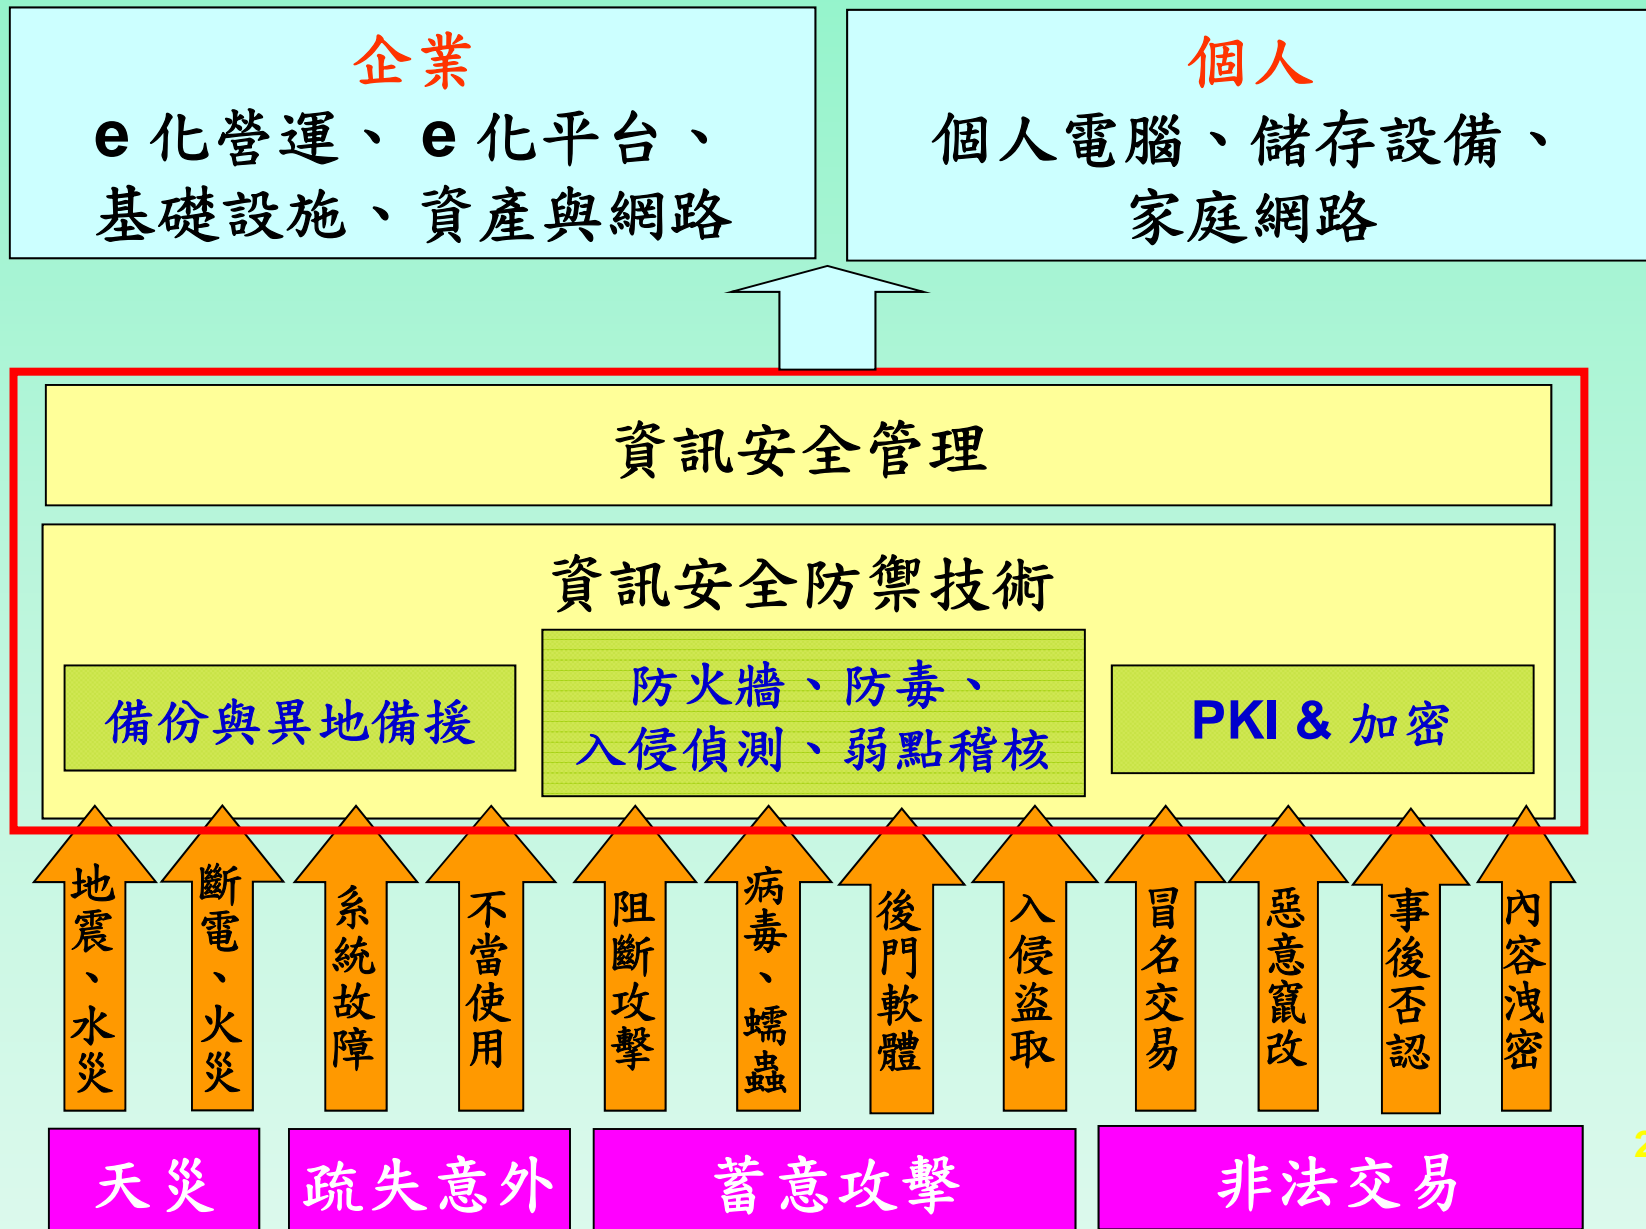 企業
e 化營運、 e 化平台、
基礎設施、資產與網路
個人
個人電腦、儲存設備、
家庭網路
資訊安全管理
資訊安全防禦技術
備份與異地備援
防火牆、防毒、
入侵偵測、弱點稽核
PKI & 加密
地震、水災
斷電、火災
系統故障
不當使用
阻斷攻擊
病毒、蠕蟲
後門軟體
入侵盜取
冒名交易
惡意竄改
事後否認
內容洩密
天災
疏失意外
蓄意攻擊
非法交易